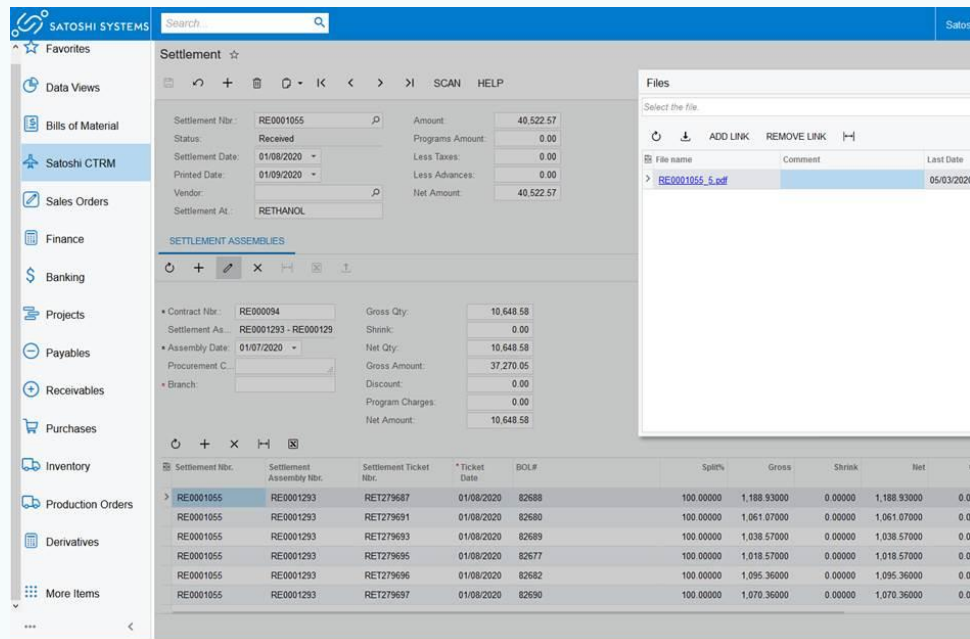 SATOSHI SYSTEMS
Search...
Satos
Favorites
Data Views
Bills of Material
Satoshi CTRM
Sales Orders
Finance
Banking
Projects
Payables
Receivables
Purchases
Inventory
Production Orders
Derivatives
More Items
Settlement
SCAN HELP
Settlement Nbr.: RE0001055 Amount: 40,522.57
Status: Received Programs Amount: 0.00
Settlement Date: 01/08/2020 Less Taxes: 0.00
Printed Date: 01/09/2020 Less Advances: 0.00
Vendor: Net Amount: 40,522.57
Settlement At.: RETHANOL
SETTLEMENT ASSEMBLIES
* Contract Nbr.: RE000094 Gross Qty: 10,648.58
Settlement As... RE0001293 - RE000129 Shrink: 0.00
* Assembly Date: 01/07/2020 Net Qty: 10,648.58
Procurement C... Gross Amount: 37,270.05
* Branch: Discount: 0.00
Program Charges: 0.00
Net Amount: 10,648.58
Files
Select the file.
ADD LINK REMOVE LINK
File name Comment Last Date
RE0001055_5.pdf 05/03/2020
Settlement Nbr. Settlement Assembly Nbr. Settlement Ticket Nbr. * Ticket Date BOL# Split% Gross Shrink Net
RE0001055 RE0001293 RET279687 01/08/2020 82688 100.00000 1,188.93000 0.00000 1,188.93000 0.0
RE0001055 RE0001293 RET279691 01/08/2020 82680 100.00000 1,061.07000 0.00000 1,061.07000 0.0
RE0001055 RE0001293 RET279693 01/08/2020 82689 100.00000 1,038.57000 0.00000 1,038.57000 0.0
RE0001055 RE0001293 RET279695 01/08/2020 82677 100.00000 1,018.57000 0.00000 1,018.57000 0.0
RE0001055 RE0001293 RET279696 01/08/2020 82682 100.00000 1,095.36000 0.00000 1,095.36000 0.0
RE0001055 RE0001293 RET279697 01/08/2020 82690 100.00000 1,070.36000 0.00000 1,070.36000 0.0